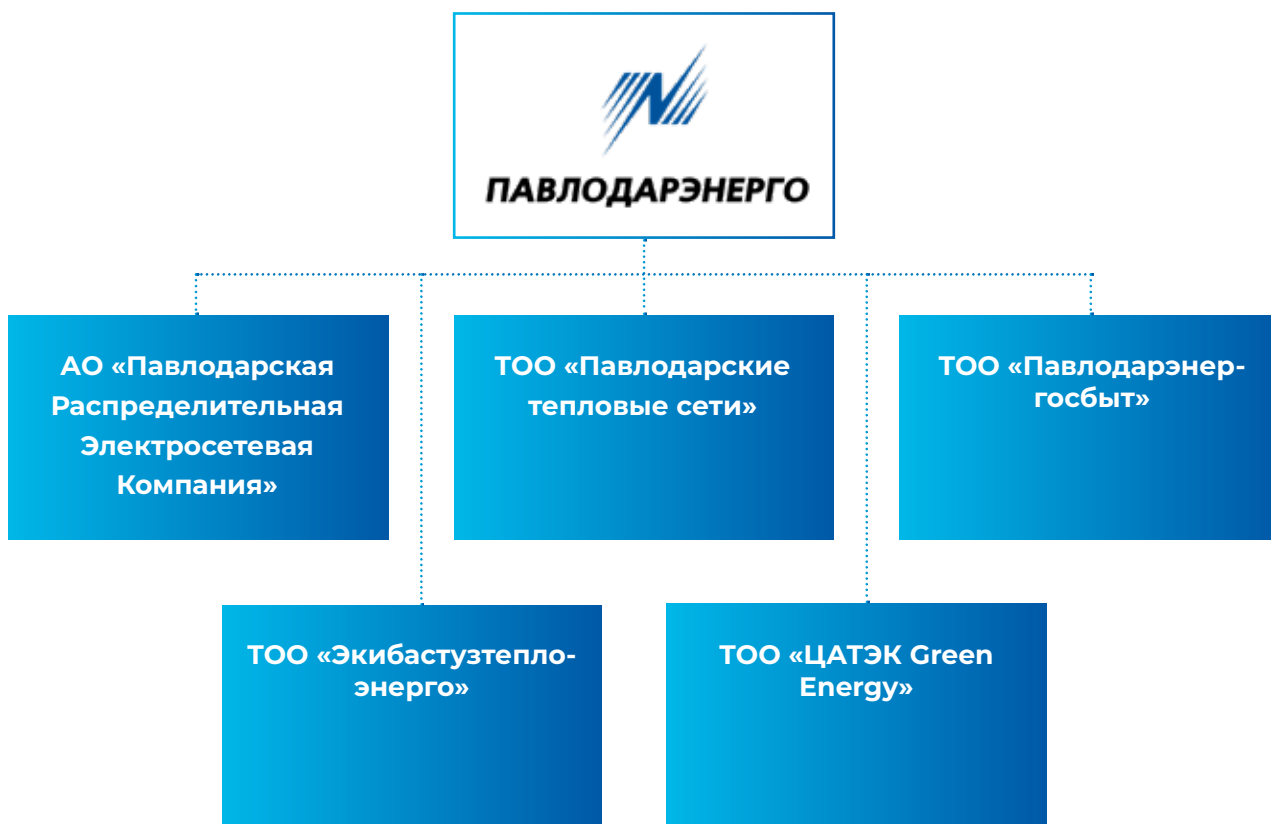 ПАВЛОДАРЭНЕРГО
АО «Павлодарская
Распределительная
Электросетевая
Компания»
ТОО «Павлодарские
тепловые сети»
ТОО «Павлодарэнер-
госбыт»
ТОО «Экибастузтепло-
энерго»
ТОО «ЦАТЭК Green
Energy»